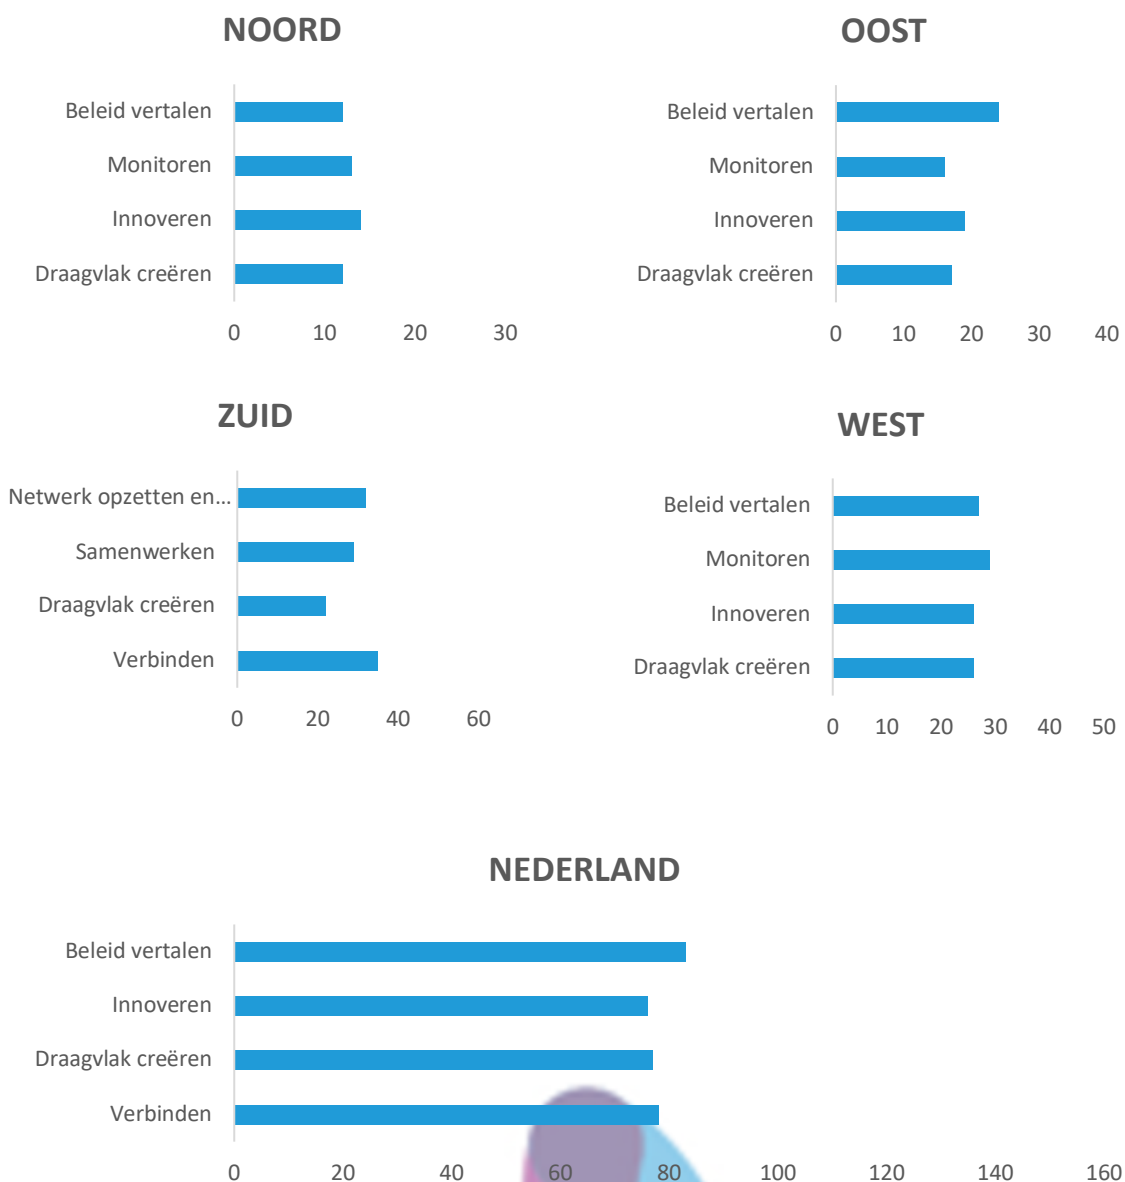 NOORD
Beleid vertalen
Monitoren
Innoveren
Draagvlak creëren
0 10 20 30
OOST
Beleid vertalen
Monitoren
Innoveren
Draagvlak creëren
0 10 20 30 40
ZUID
Netwerk opzetten en...
Samenwerken
Draagvlak creëren
Verbinden
0 20 40 60
WEST
Beleid vertalen
Monitoren
Innoveren
Draagvlak creëren
0 10 20 30 40 50
NEDERLAND
Beleid vertalen
Innoveren
Draagvlak creëren
Verbinden
0 20 40 60 80 100 120 140 160